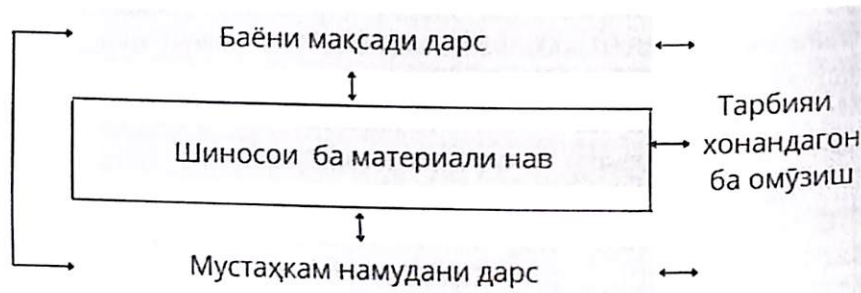 Баёни мақсади дарс
Шиносои ба материали нав
Тарбияи
хонандагон
ба омӯзиш
Мустаҳкам намудани дарс